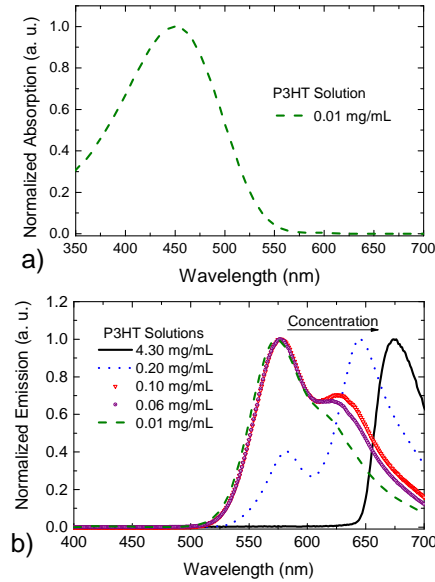 1.0
0.8
0.6
0.4
0.2
0.0
Normalized Absorption (a. u.)
P3HT Solution
0.01 mg/mL
350 400 450 500 550 600 650 700
Wavelength (nm)
a)
1.2
1.0
0.8
0.6
0.4
0.2
0.0
Normalized Emission (a. u.)
P3HT Solutions
4.30 mg/mL
0.20 mg/mL
0.10 mg/mL
0.06 mg/mL
0.01 mg/mL
Concentration
400 450 500 550 600 650 700
Wavelength (nm)
b)